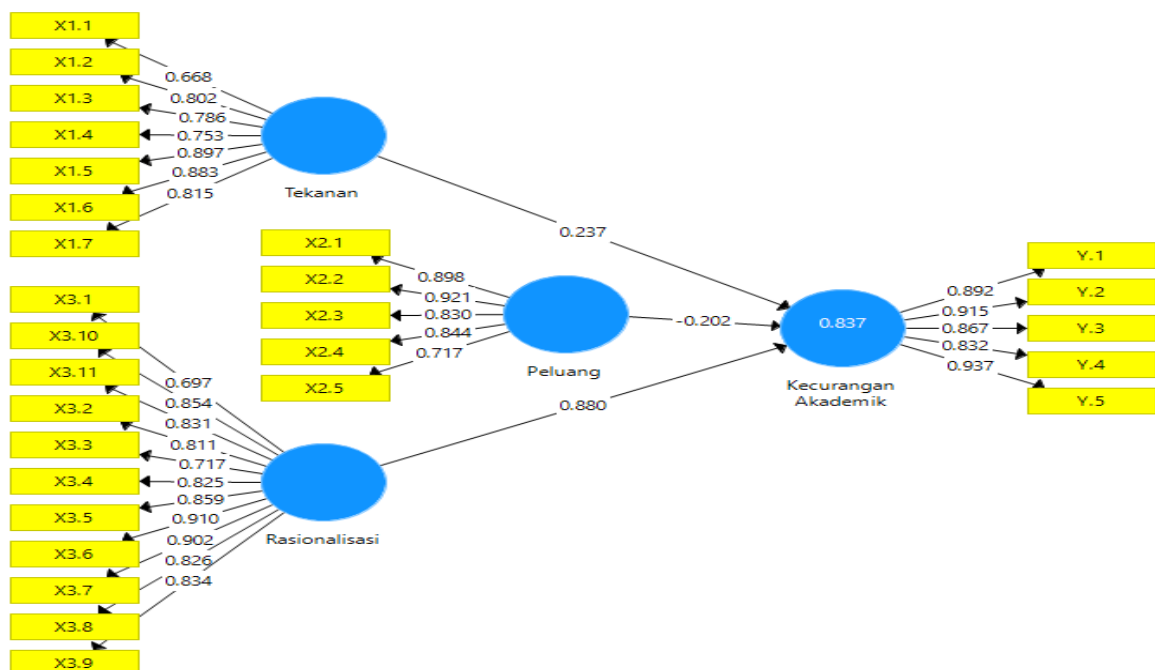 X1.1
X1.2
X1.3
X1.4
X1.5
X1.6
X1.7
0.668
0.802
0.786
0.753
0.897
0.883
0.815
Tekanan
0.237
X2.1
X2.2
X2.3
X2.4
X2.5
0.898
0.921
0.830
0.844
0.717
Peluang
-0.202
X3.1
X3.10
X3.11
X3.2
X3.3
X3.4
X3.5
X3.6
X3.7
X3.8
X3.9
0.697
0.854
0.831
0.811
0.717
0.825
0.859
0.910
0.902
0.826
0.834
Rasionalisasi
0.880
0.837
Kecurangan
Akademik
0.892
0.915
0.867
0.832
0.937
Y.1
Y.2
Y.3
Y.4
Y.5